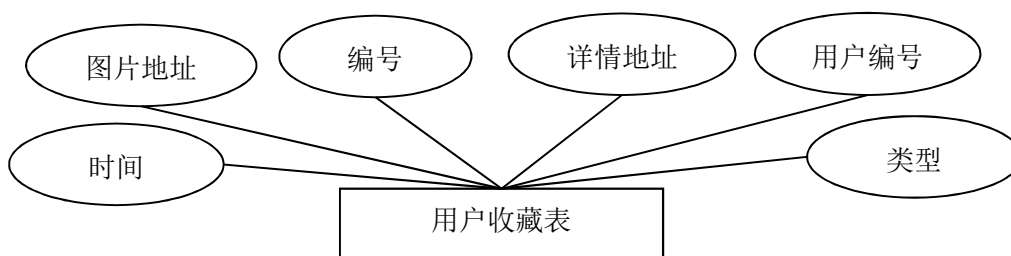 图片地址
编号
详情地址
用户编号
时间
类型
用户收藏表